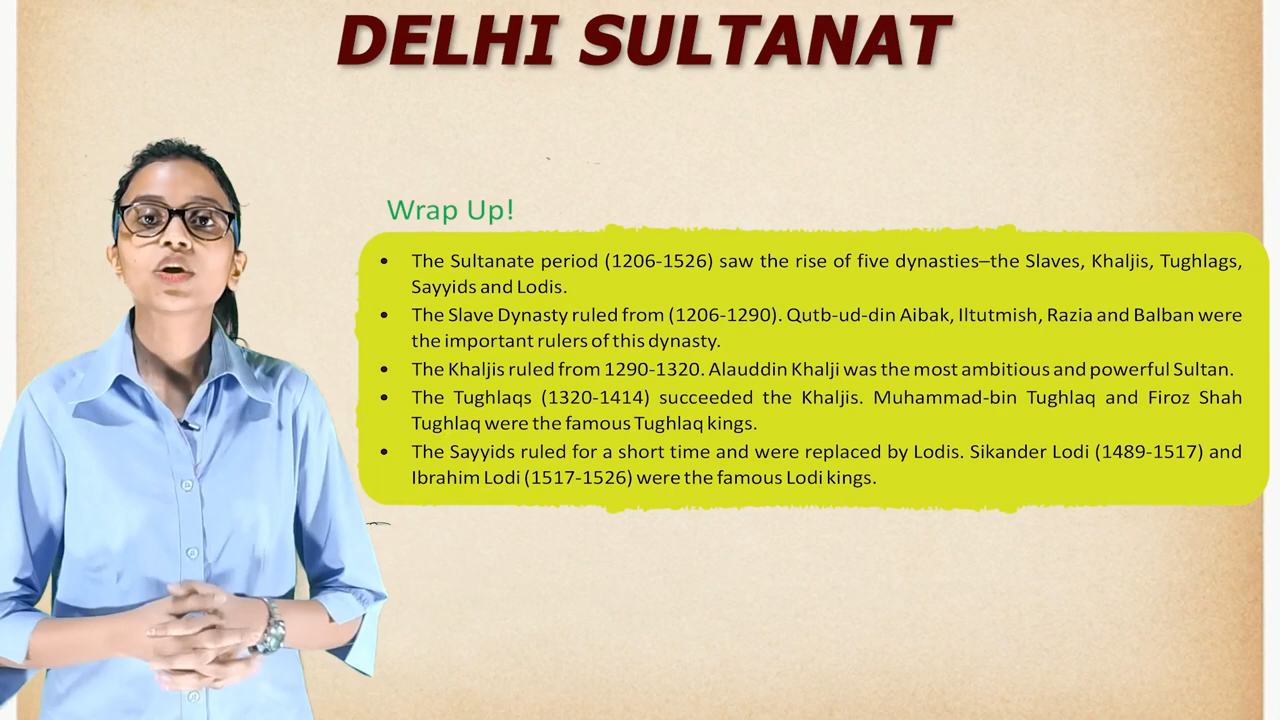 DELHI SULTANAT
Wrap Up!
• The Sultanate period (1206-1526) saw the rise of five dynasties–the Slaves, Khaljis, Tughlags,
Sayyids and Lodis.
• The Slave Dynasty ruled from (1206-1290). Qutb-ud-din Aibak, Iltutmish, Razia and Balban were
the important rulers of this dynasty.
• The Khaljis ruled from 1290-1320. Alauddin Khalji was the most ambitious and powerful Sultan.
• The Tughlaqs (1320-1414) succeeded the Khaljis. Muhammad-bin Tughlaq and Firoz Shah
Tughlaq were the famous Tughlaq kings.
• The Sayyids ruled for a short time and were replaced by Lodis. Sikander Lodi (1489-1517) and
Ibrahim Lodi (1517-1526) were the famous Lodi kings.